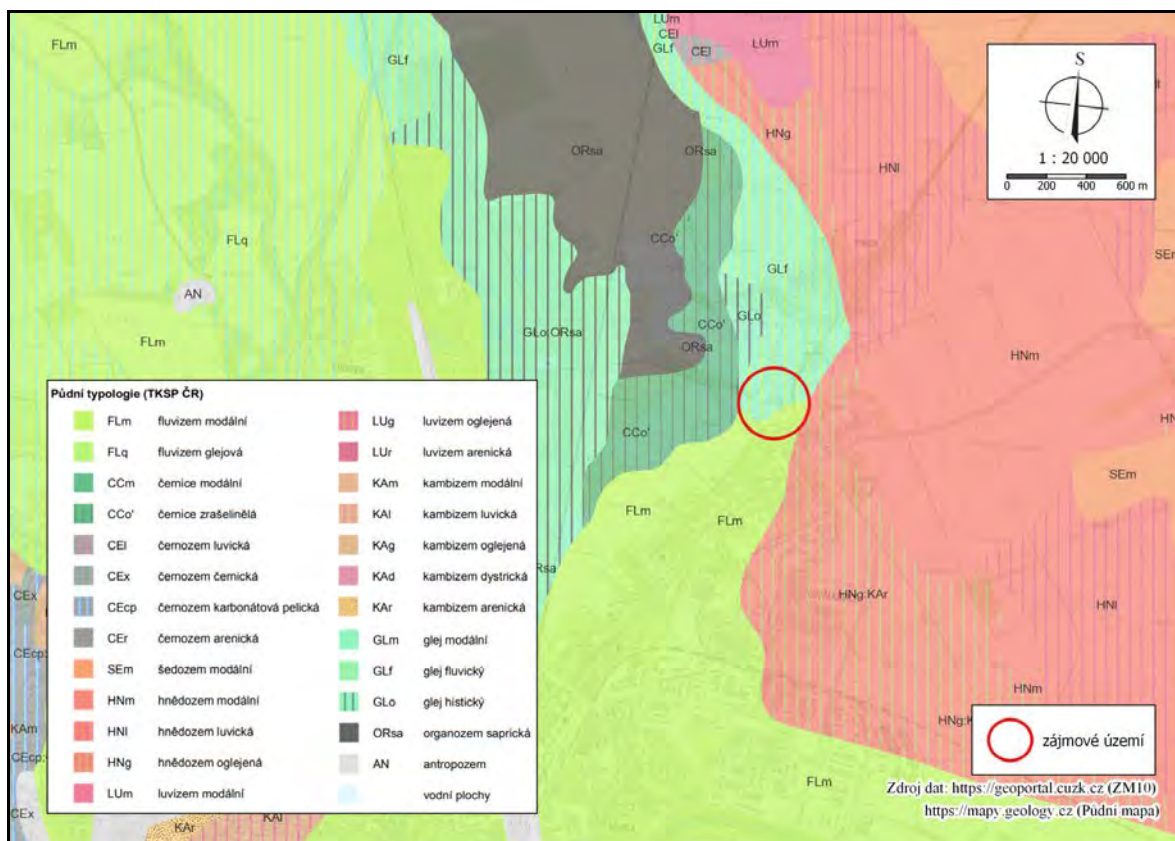 LUm
CEl
GLf
CEl
LUm
FLm
GLf
S
1 : 20 000
0 200 400 600 m
HNg
HNl
ORsa
ORsa
FLq
CCo'
GLf
SEm
AN
GLo
GLo:ORsa
CCo'
FLm
ORsa
HNm
CCo'
SEm
FLm
FLm
HNg:KAr
HNl
HNm
FLm
CEx
CEcp:
KAm
CEcp:
CEx
KAr
KAl
Půdní typologie (TKSP ČR)
FLm fluvizem modální
FLq fluvizem glejová
CCm černice modální
CCo' černice zrašelinělá
CEl černozem luvická
CEx černozem černická
CEcp černozem karbonátová pelická
CEr černozem arenická
SEm šedozem modální
HNm hnědozem modální
HNl hnědozem luvická
HNg hnědozem oglejená
LUm luvizem modální
LUg luvizem oglejená
LUr luvizem arenická
KAm kambizem modální
KAl kambizem luvická
KAg kambizem oglejená
KAd kambizem dystrická
KAr kambizem arenická
GLm glej modální
GLf glej fluvický
GLo glej histický
ORsa organozem saprická
AN antropozem
vodní plochy
zájmové území
Zdroj dat: https://geoportal.cuzk.cz (ZM10)
https://mapy.geology.cz (Půdní mapa)